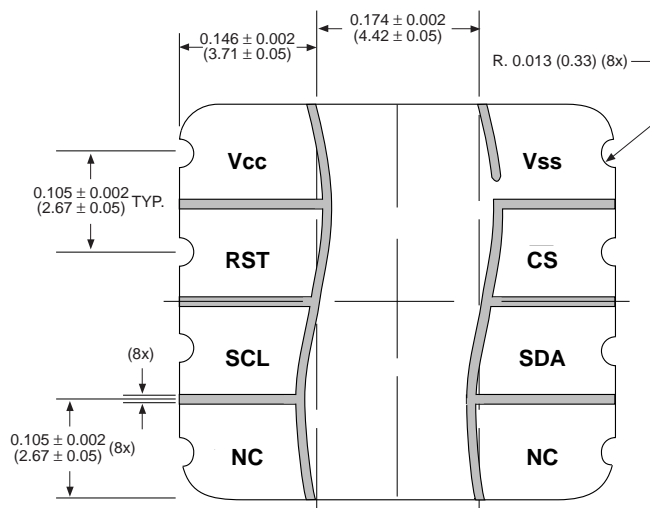 0.146 ± 0.002
(3.71 ± 0.05)
0.174 ± 0.002
(4.42 ± 0.05)
R. 0.013 (0.33) (8x)
Vcc
Vss
0.105 ± 0.002
(2.67 ± 0.05) TYP.
RST
CS
(8x)
SCL
SDA
0.105 ± 0.002
(2.67 ± 0.05) (8x)
NC
NC